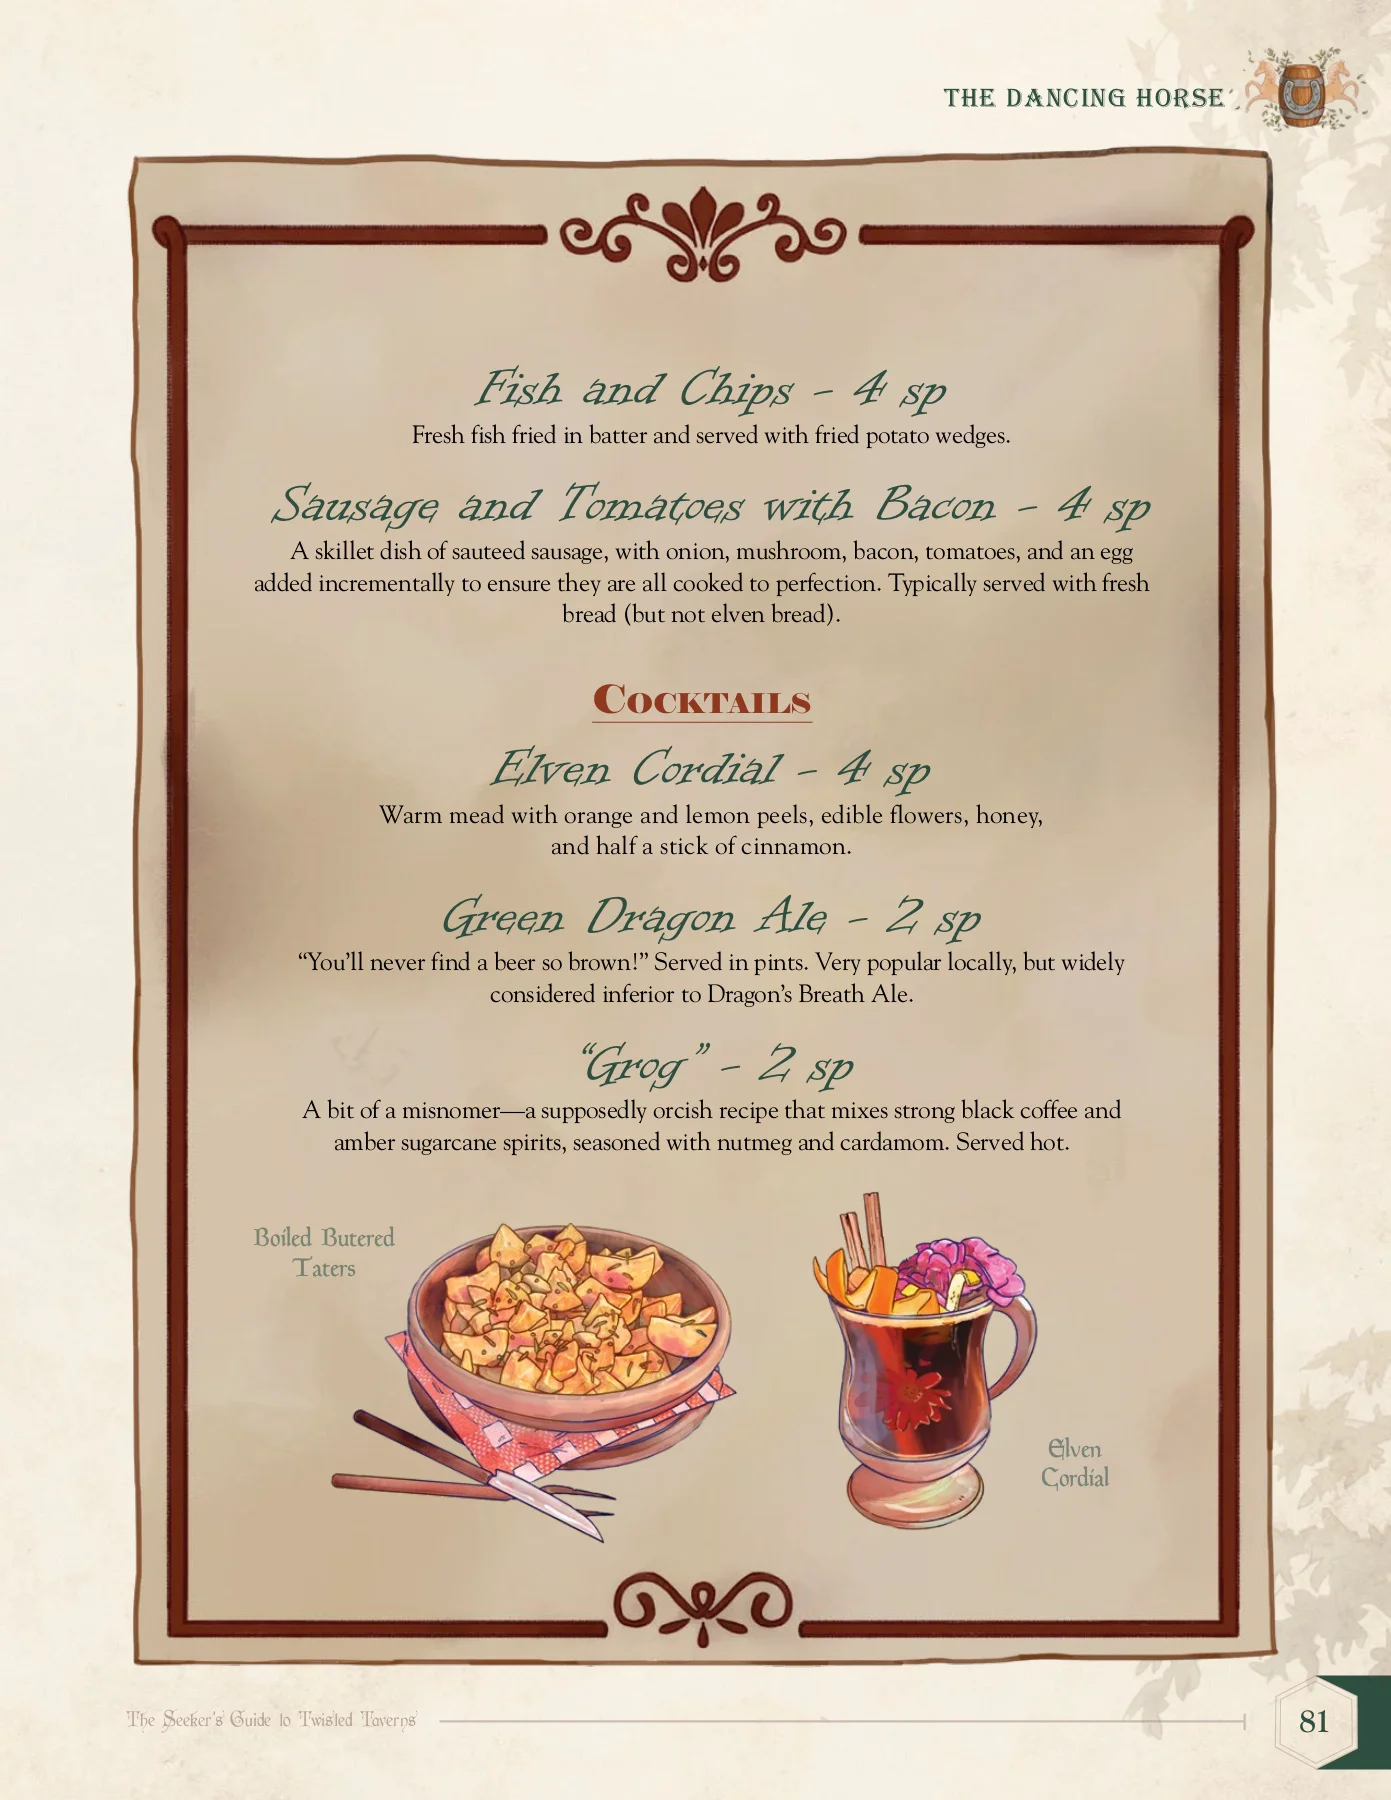 THE DANCING HORSE
Fish and Chips – 4 sp
Fresh fish fried in batter and served with fried potato wedges.
Sausage and Tomatoes with Bacon – 4 sp
A skillet dish of sauteed sausage, with onion, mushroom, bacon, tomatoes, and an egg
added incrementally to ensure they are all cooked to perfection. Typically served with fresh
bread (but not elven bread).
Cocktails
Elven Cordial – 4 sp
Warm mead with orange and lemon peels, edible flowers, honey,
and half a stick of cinnamon.
Green Dragon Ale – 2 sp
“You’ll never find a beer so brown!” Served in pints. Very popular locally, but widely
considered inferior to Dragon’s Breath Ale.
“Grog” – 2 sp
A bit of a misnomer—a supposedly orcish recipe that mixes strong black coffee and
amber sugarcane spirits, seasoned with nutmeg and cardamom. Served hot.
Boiled Butered
Taters
Elven
Cordial
The Seeker’s Guide to Twisted Taverns
81